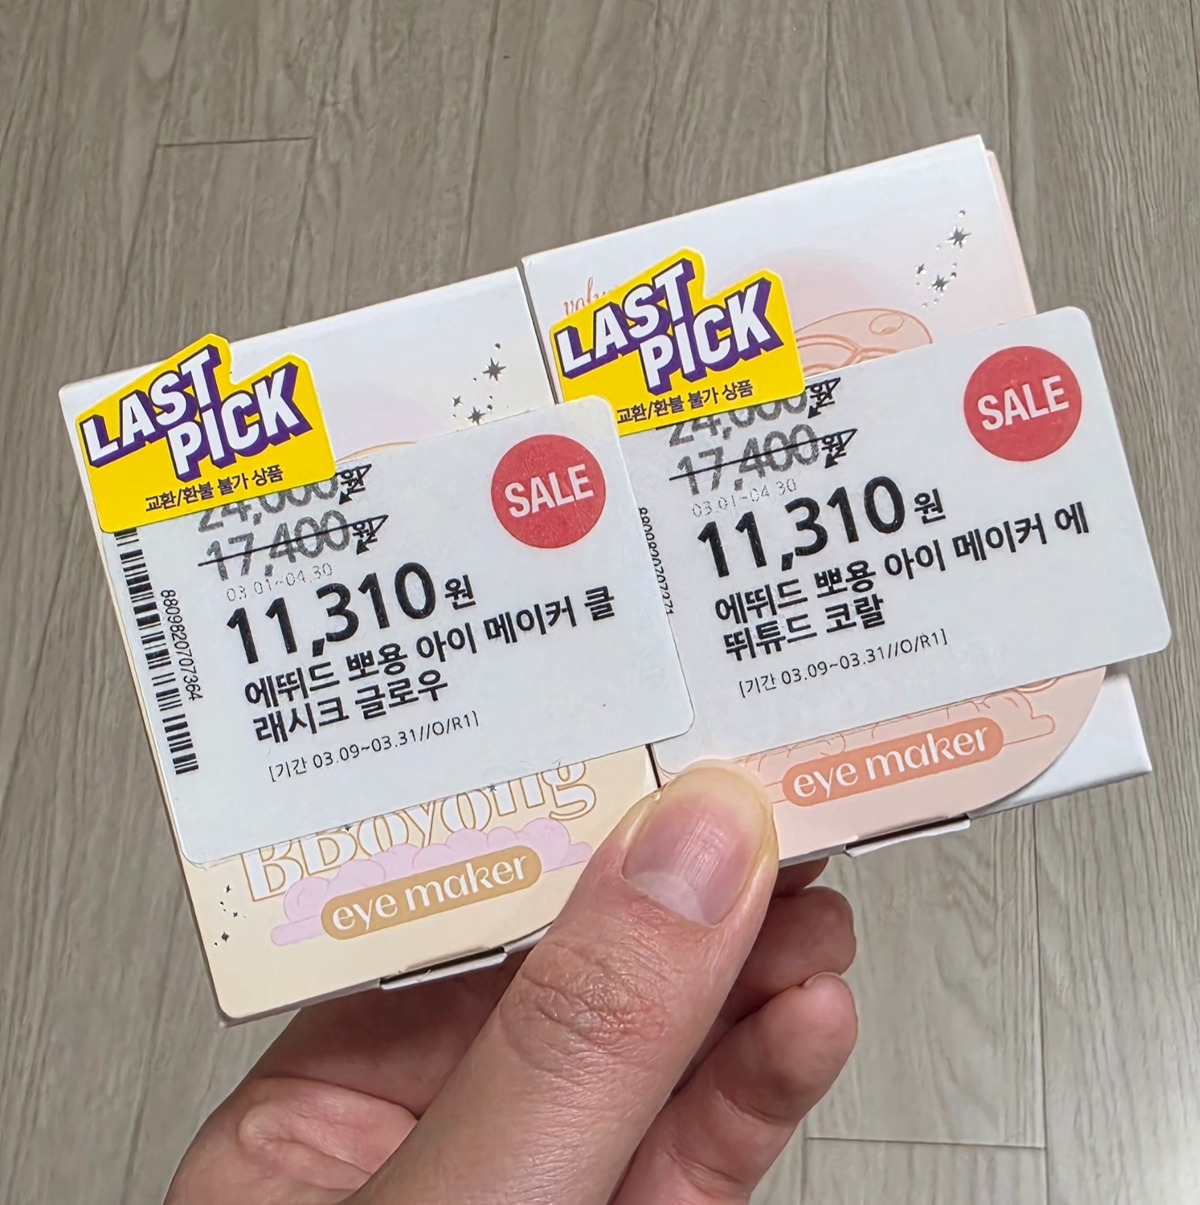 LAST
PICK
교환/환불 불가 상품
SALE
24,000원
17,400원
03.01~04.30
11,310원
에뛰드 뽀용 아이 메이커 클
래시크 글로우
[기간 03.09~03.31//O/R1]
8809820707364
BBoyong
eye maker
LAST
PICK
교환/환불 불가 상품
SALE
24,000원
17,400원
03.01~04.30
11,310원
에뛰드 뽀용 아이 메이커 에
뛰튜드 코랄
[기간 03.09~03.31//O/R1]
eye maker